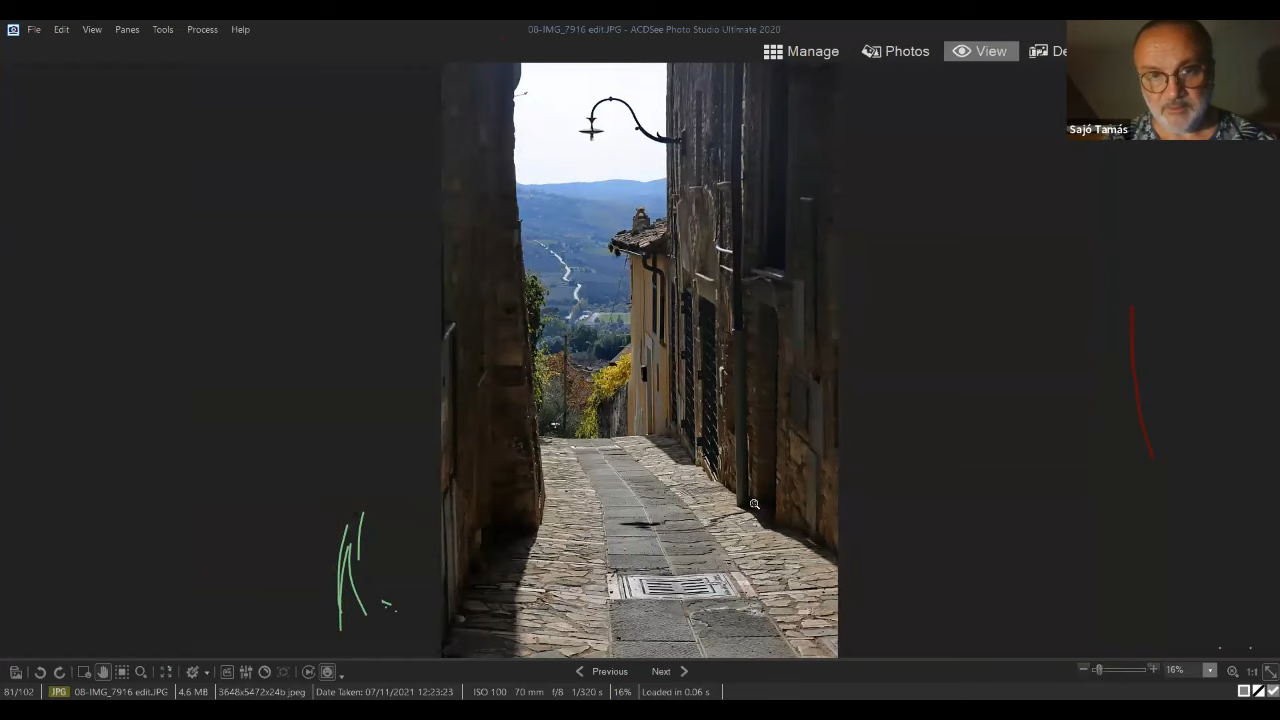 File Edit View Panes Tools Process Help
08-IMG_7916 edit.JPG - ACDSee Photo Studio Ultimate 2020
Manage Photos View De
Sajó Tamás
Previous Next
16%
1:1
81/102 JPG 08-IMG_7916 edit.JPG 4.6 MB 3648x5472x24b jpeg Date Taken: 07/11/2021 12:23:23 ISO 100 70 mm f/8 1/320 s 16% Loaded in 0.06 s